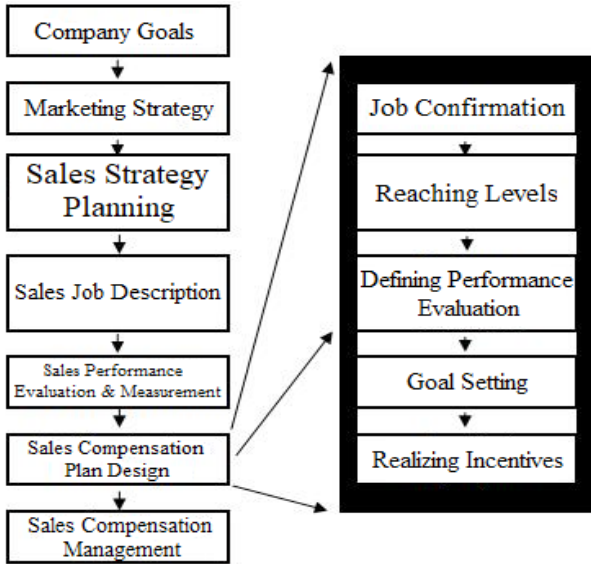 Company Goals
Marketing Strategy
Sales Strategy
Planning
Sales Job Description
Sales Performance
Evaluation & Measurement
Sales Compensation
Plan Design
Sales Compensation
Management
Job Confirmation
Reaching Levels
Defining Performance
Evaluation
Goal Setting
Realizing Incentives